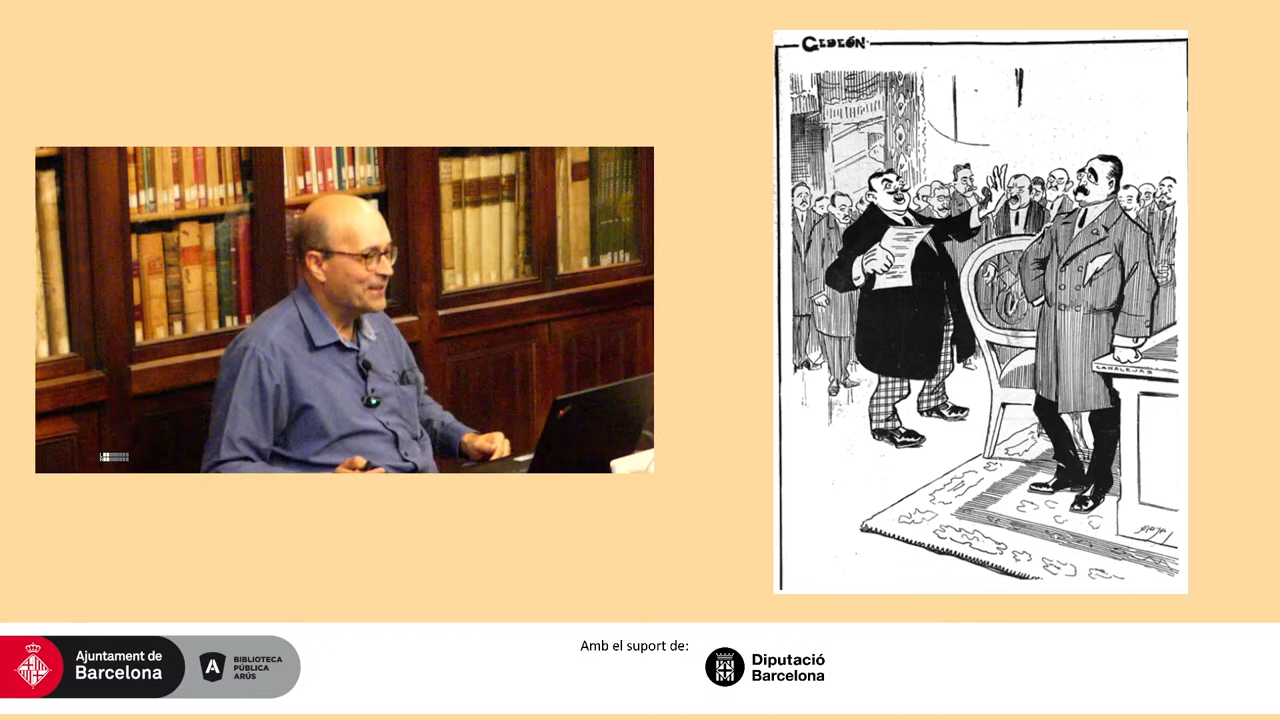 GEDEÓN
CANALEJAS
Amb el suport de:
Ajuntament de
Barcelona
A
BIBLIOTECA
PÚBLICA
ARÚS
Diputació
Barcelona